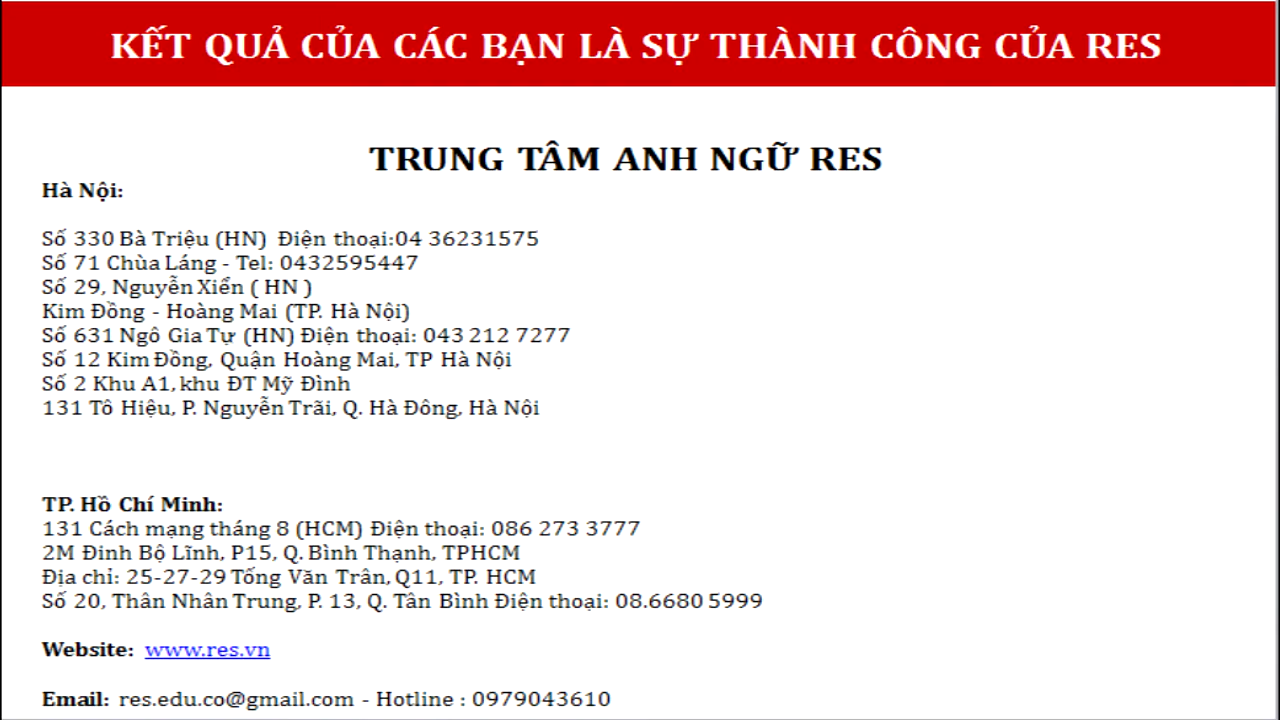 KẾT QUẢ CỦA CÁC BẠN LÀ SỰ THÀNH CÔNG CỦA RES
TRUNG TÂM ANH NGỮ RES
Hà Nội:
Số 330 Bà Triệu (HN) Điện thoại:04 36231575
Số 71 Chùa Láng - Tel: 0432595447
Số 29, Nguyễn Xiển ( HN )
Kim Đồng - Hoàng Mai (TP. Hà Nội)
Số 631 Ngô Gia Tự (HN) Điện thoại: 043 212 7277
Số 12 Kim Đồng, Quận Hoàng Mai, TP Hà Nội
Số 2 Khu A1, khu ĐT Mỹ Đình
131 Tô Hiệu, P. Nguyễn Trãi, Q. Hà Đông, Hà Nội
TP. Hồ Chí Minh:
131 Cách mạng tháng 8 (HCM) Điện thoại: 086 273 3777
2M Đinh Bộ Lĩnh, P15, Q. Bình Thạnh, TPHCM
Địa chỉ: 25-27-29 Tống Văn Trân, Q11, TP. HCM
Số 20, Thân Nhân Trung, P. 13, Q. Tân Bình Điện thoại: 08.6680 5999
Website: www.res.vn
Email: res.edu.co@gmail.com - Hotline : 0979043610